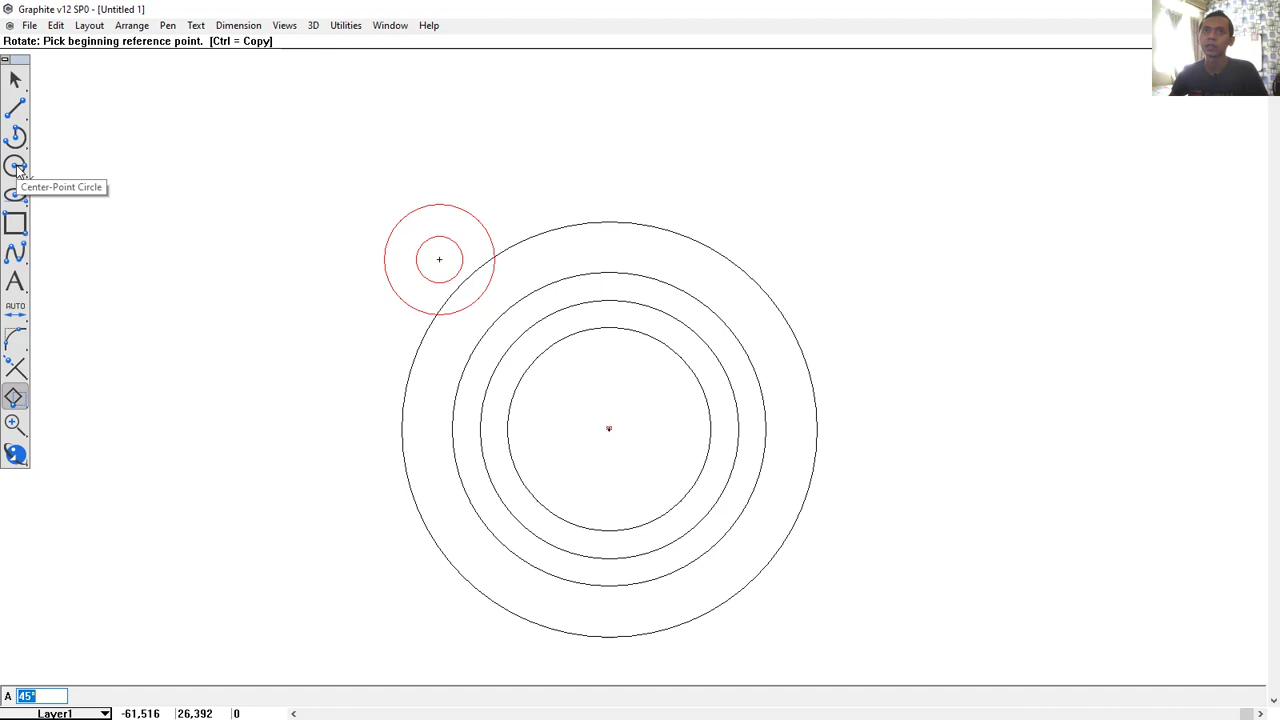 Graphite v12 SP0 - [Untitled 1]
File Edit Layout Arrange Pen Text Dimension Views 3D Utilities Window Help
Rotate: Pick beginning reference point. [Ctrl = Copy]
Center-Point Circle
A
AUTO
A 45°
Layer1 -61,516 26,392 0